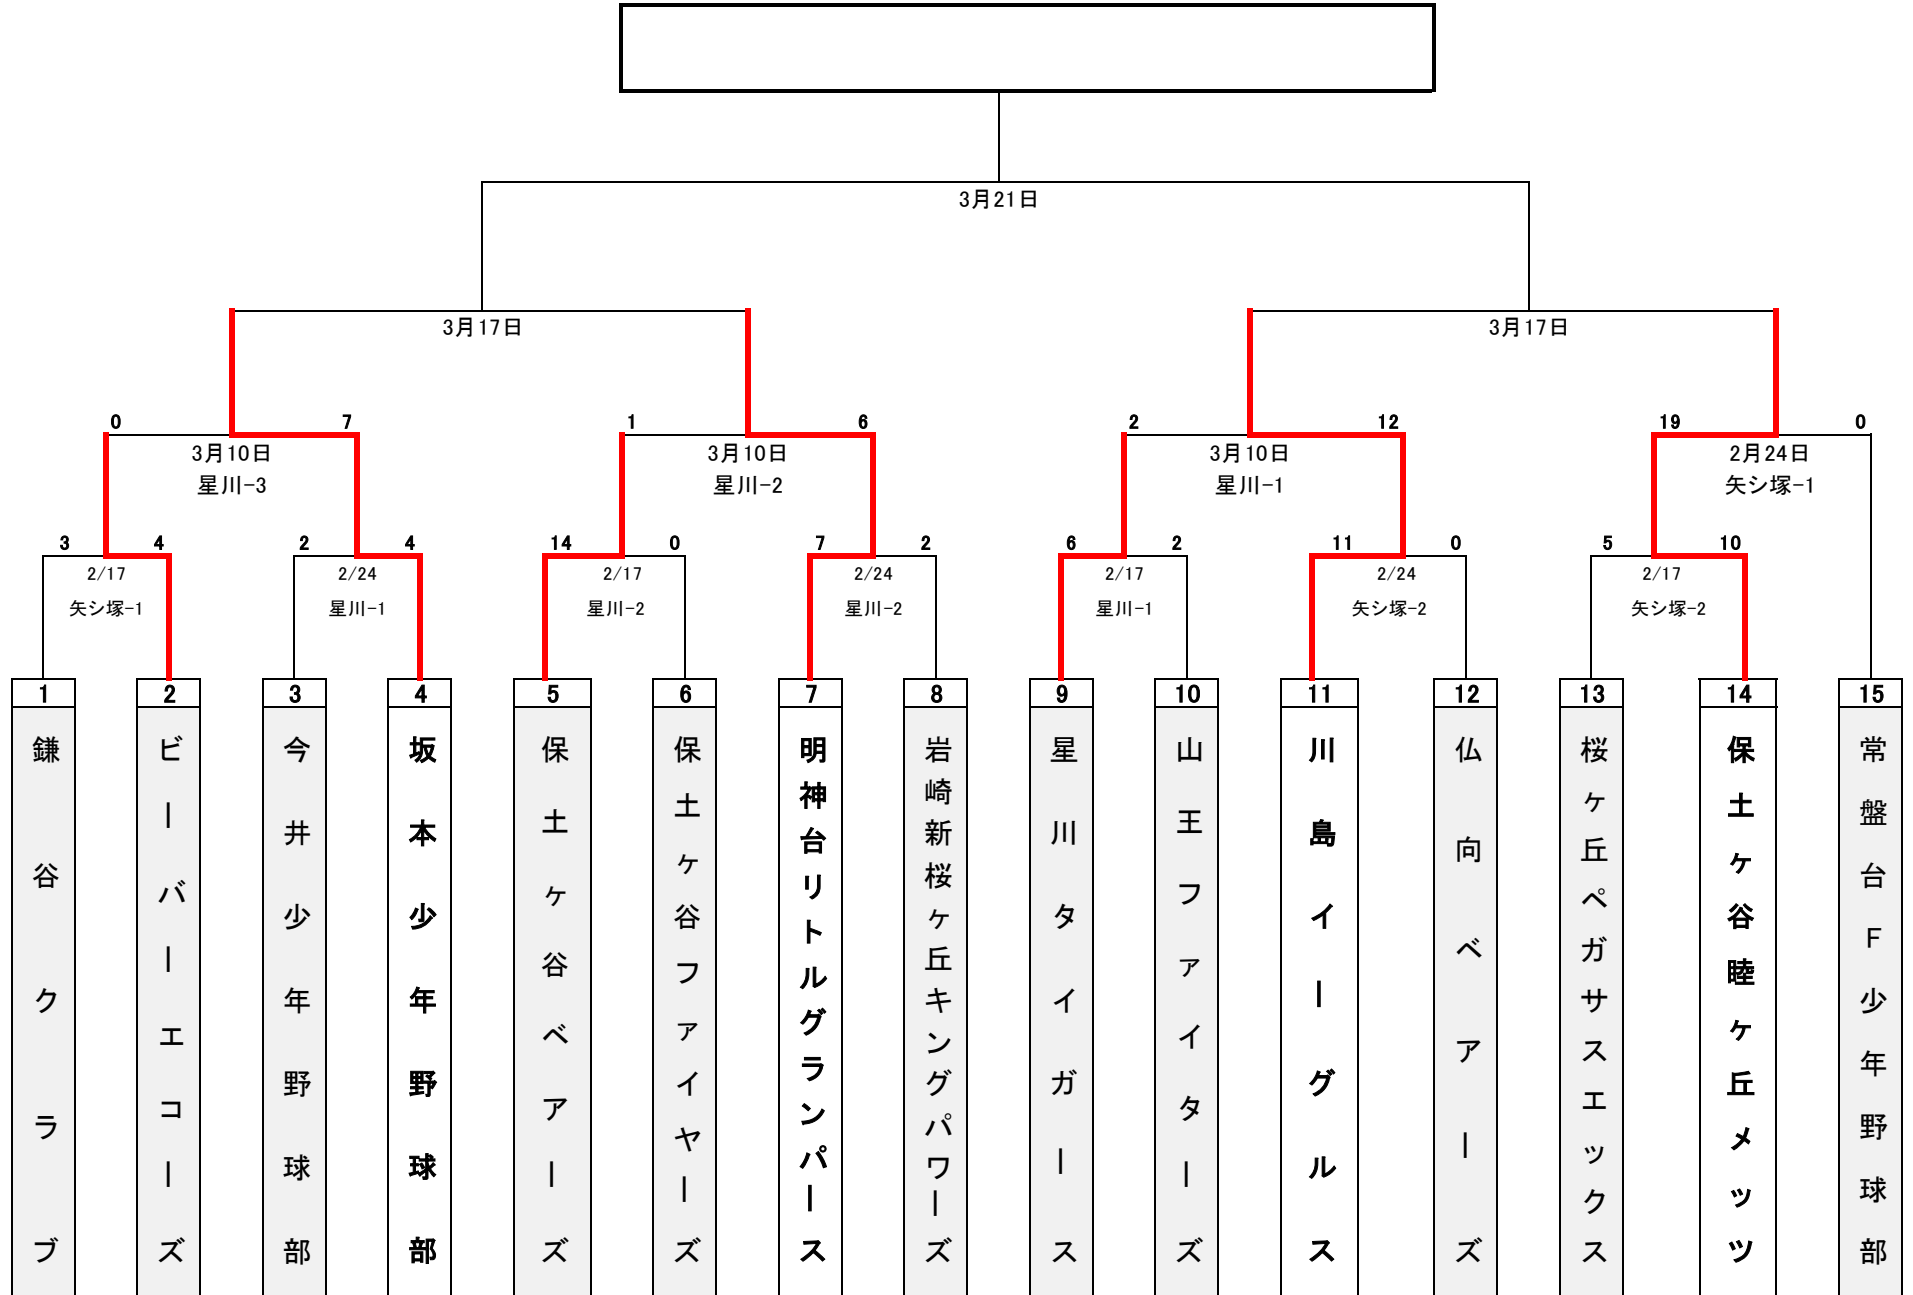 3月21日
3月17日 3月17日
0 7 1 6 2 12 19 0
3月10日 3月10日 3月10日 2月24日
星川-3 星川-2 星川-1 矢シ塚-1
3 4 2 4 14 0 7 2 6 2 11 0 5 10
2/17 2/24 2/17 2/24 2/17 2/24 2/17
矢シ塚-1 星川-1 星川-2 星川-2 星川-1 矢シ塚-2 矢シ塚-2
1 2 3 4 5 6 7 8 9 10 11 12 13 14 15
鎌谷クラブ
ビーバーエコーズ
今井少年野球部
坂本少年野球部
保土ヶ谷ベアーズ
保土ヶ谷ファイヤーズ
明神台リトルグランパース
岩崎新桜ヶ丘キングパワーズ
星川タイガース
山王ファイターズ
川島イーグルス
仏向ベアーズ
桜ヶ丘ペガサスエックス
保土ヶ谷睦ヶ丘メッツ
常盤台F少年野球部